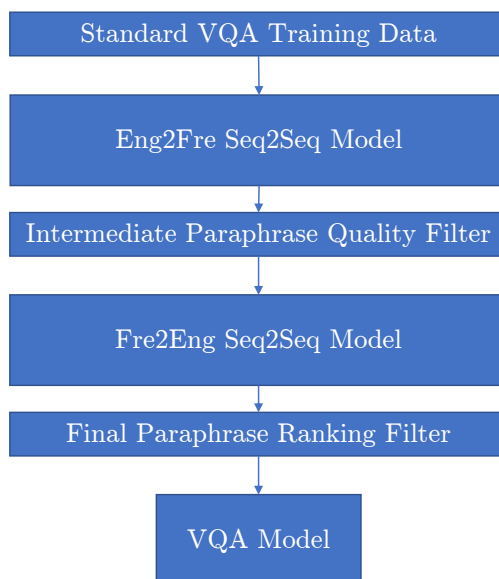 Standard VQA Training Data
Eng2Fre Seq2Seq Model
Intermediate Paraphrase Quality Filter
Fre2Eng Seq2Seq Model
Final Paraphrase Ranking Filter
VQA Model